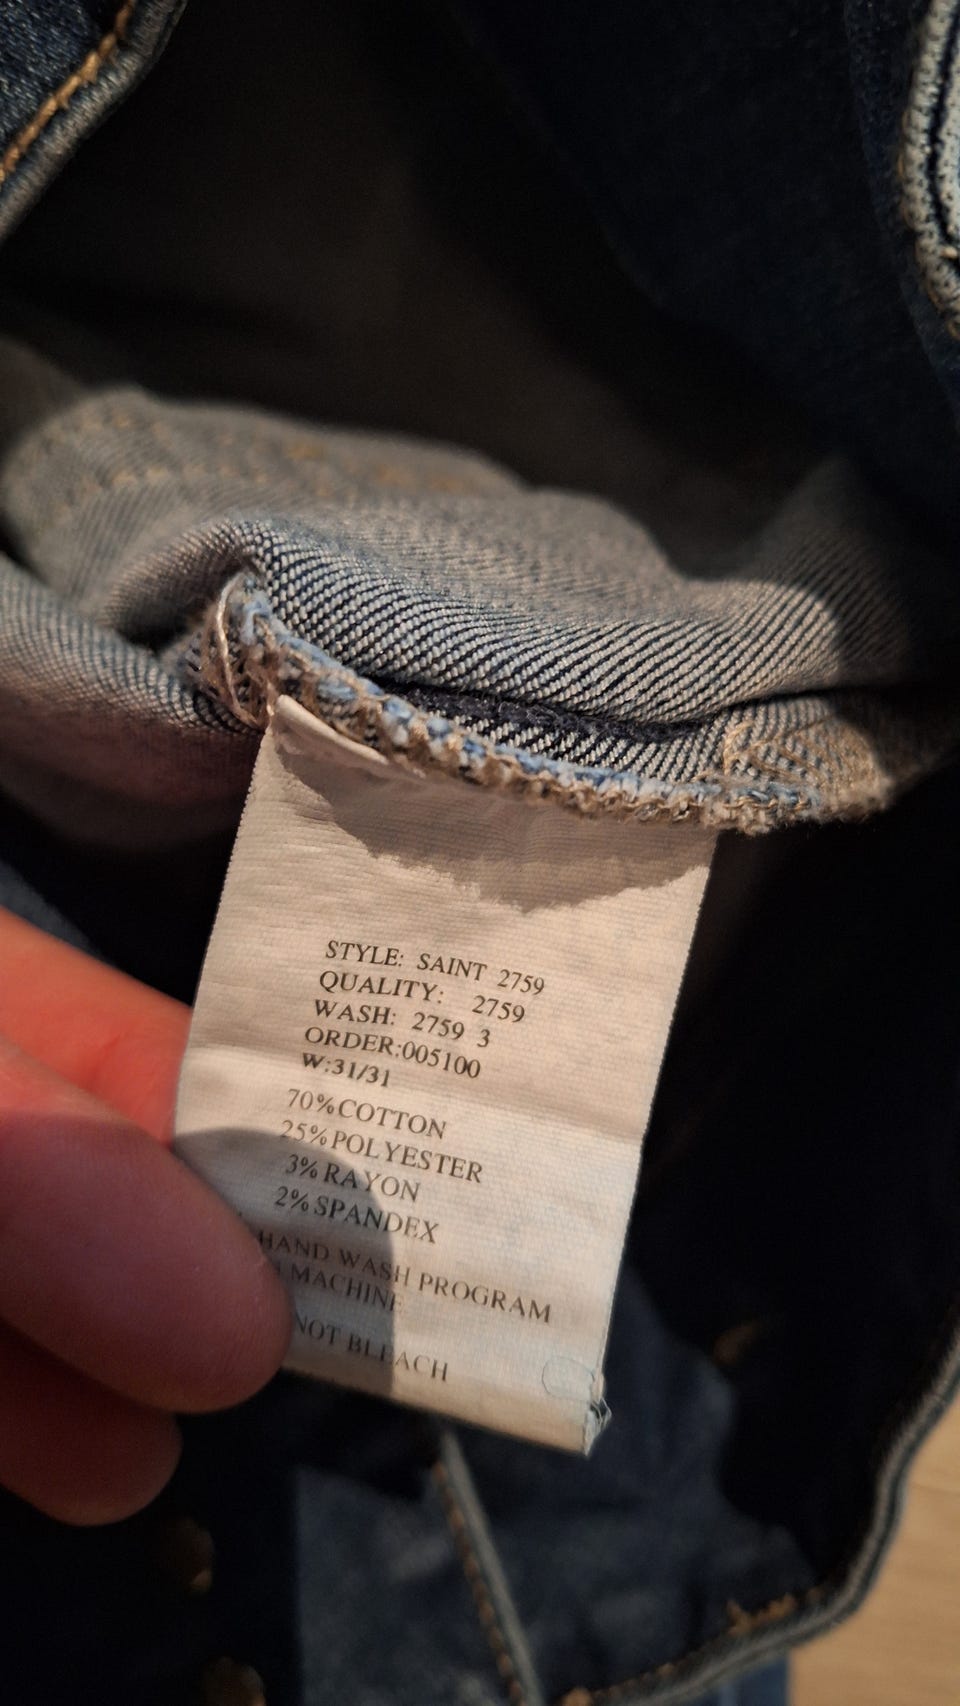 STYLE: SAINT 2759
QUALITY: 2759
WASH: 2759 3
ORDER:005100
W:31/31
70%COTTON
25%POLYESTER
3%RAYON
2%SPANDEX
HAND WASH PROGRAM
MACHINE
NOT BLEACH